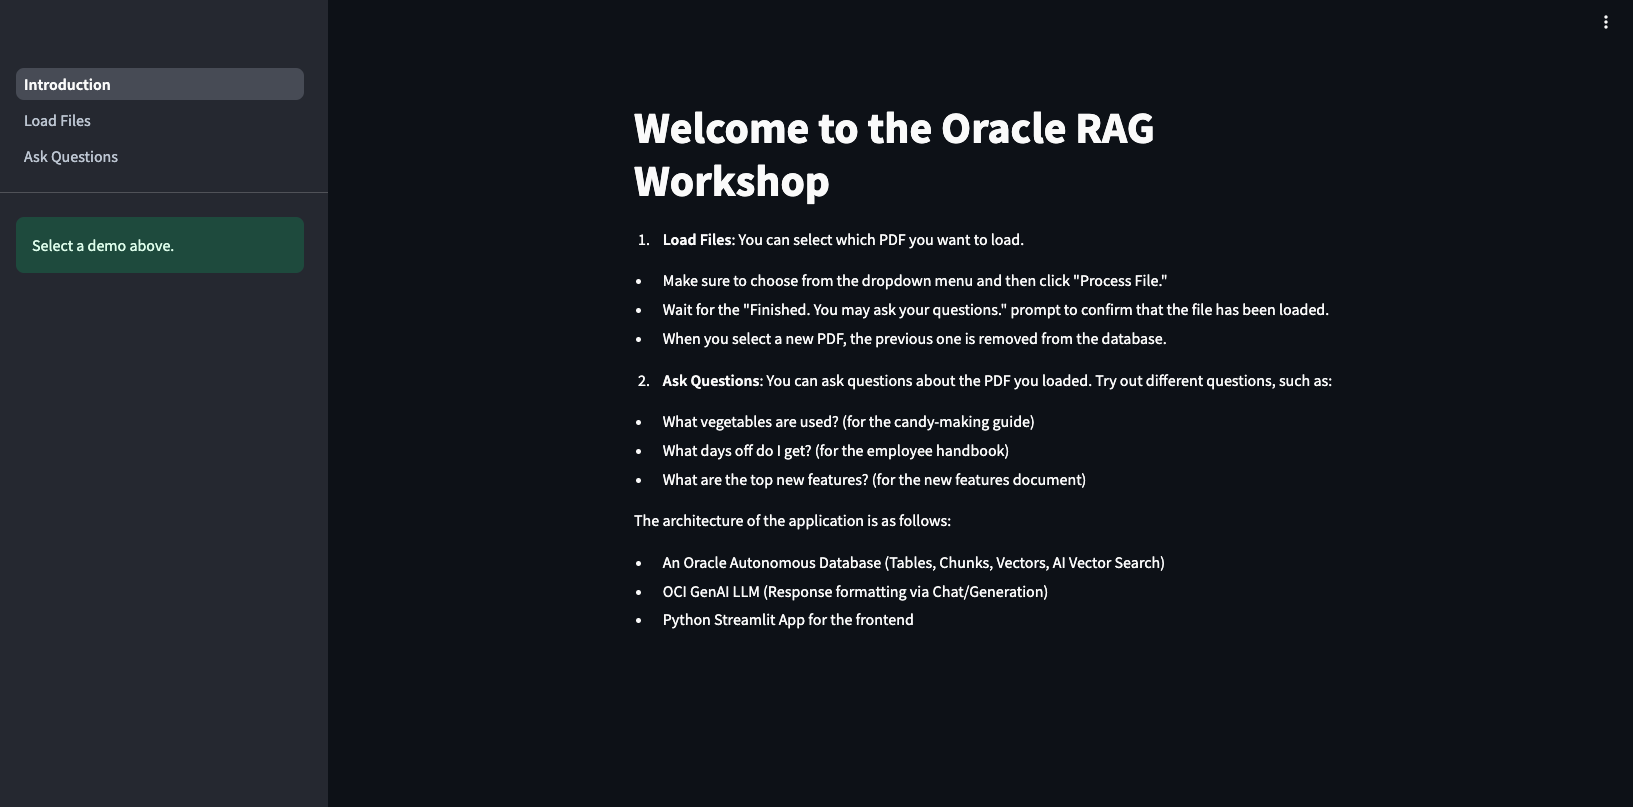 Introduction
Load Files
Ask Questions
Select a demo above.
Welcome to the Oracle RAG
Workshop
1. Load Files: You can select which PDF you want to load.
• Make sure to choose from the dropdown menu and then click "Process File."
• Wait for the "Finished. You may ask your questions." prompt to confirm that the file has been loaded.
• When you select a new PDF, the previous one is removed from the database.
2. Ask Questions: You can ask questions about the PDF you loaded. Try out different questions, such as:
• What vegetables are used? (for the candy-making guide)
• What days off do I get? (for the employee handbook)
• What are the top new features? (for the new features document)
The architecture of the application is as follows:
• An Oracle Autonomous Database (Tables, Chunks, Vectors, AI Vector Search)
• OCI GenAI LLM (Response formatting via Chat/Generation)
• Python Streamlit App for the frontend